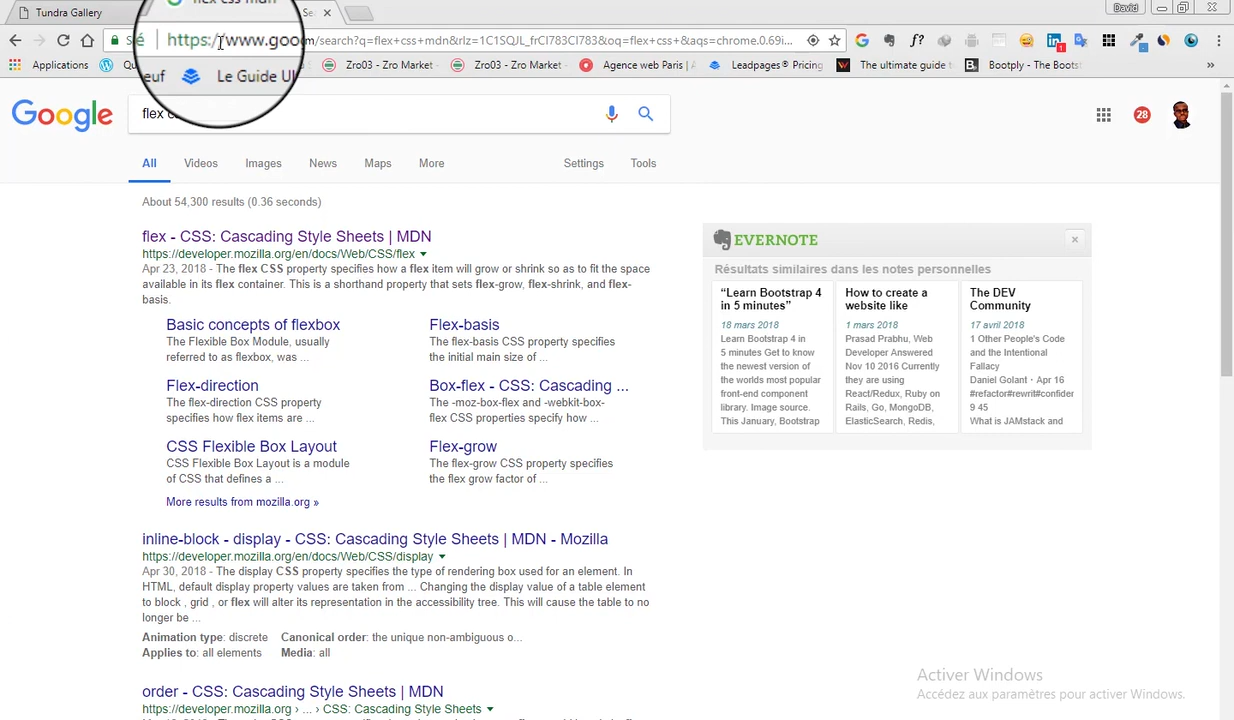 Tundra Gallery
flex css mdn
Se
David
Sé
https://www.goo
m/search?q=flex+css+mdn&rlz=1C1SQJL_frCI783CI783&oq=flex+css+&aqs=chrome.0.69i...
Applications
Qu
euf
Le Guide UI
Zro03 - Zro Market
Zro03 - Zro Market
Agence web Paris | A
Leadpages® Pricing
The ultimate guide
Bootply - The Boots
Google
flex c
28
All
Videos
Images
News
Maps
More
Settings
Tools
About 54,300 results (0.36 seconds)
flex - CSS: Cascading Style Sheets | MDN
https://developer.mozilla.org/en/docs/Web/CSS/flex
Apr 23, 2018 - The flex CSS property specifies how a flex item will grow or shrink so as to fit the space
available in its flex container. This is a shorthand property that sets flex-grow, flex-shrink, and flex-
basis.
Basic concepts of flexbox
The Flexible Box Module, usually
referred to as flexbox, was ...
Flex-basis
The flex-basis CSS property specifies
the initial main size of ...
Flex-direction
The flex-direction CSS property
specifies how flex items are ...
Box-flex - CSS: Cascading ...
The -moz-box-flex and -webkit-box-
flex CSS properties specify how ...
CSS Flexible Box Layout
CSS Flexible Box Layout is a module
of CSS that defines a ...
Flex-grow
The flex-grow CSS property specifies
the flex grow factor of ...
More results from mozilla.org »
inline-block - display - CSS: Cascading Style Sheets | MDN - Mozilla
https://developer.mozilla.org/en/docs/Web/CSS/display
Apr 30, 2018 - The display CSS property specifies the type of rendering box used for an element. In
HTML, default display property values are taken from ... Changing the display value of a table element
to block , grid , or flex will alter its representation in the accessibility tree. This will cause the table to no
longer be ...
Animation type: discrete Canonical order: the unique non-ambiguous o...
Applies to: all elements Media: all
order - CSS: Cascading Style Sheets | MDN
https://developer.mozilla.org › ... › CSS: Cascading Style Sheets
EVERNOTE
Résultats similaires dans les notes personnelles
“Learn Bootstrap 4
in 5 minutes”
18 mars 2018
Learn Bootstrap 4 in
5 minutes Get to know
the newest version of
the worlds most popular
front-end component
library. Image source.
This January, Bootstrap
How to create a
website like
1 mars 2018
Prasad Prabhu, Web
Developer Answered
Nov 10 2016 Currently
they are using
React/Redux, Ruby on
Rails, Go, MongoDB,
ElasticSearch, Redis,
The DEV
Community
17 avril 2018
1 Other People's Code
and the Intentional
Fallacy
Daniel Golant · Apr 16
#refactor#rewrit#confider
9 45
What is JAMstack and
Activer Windows
Accédez aux paramètres pour activer Windows.